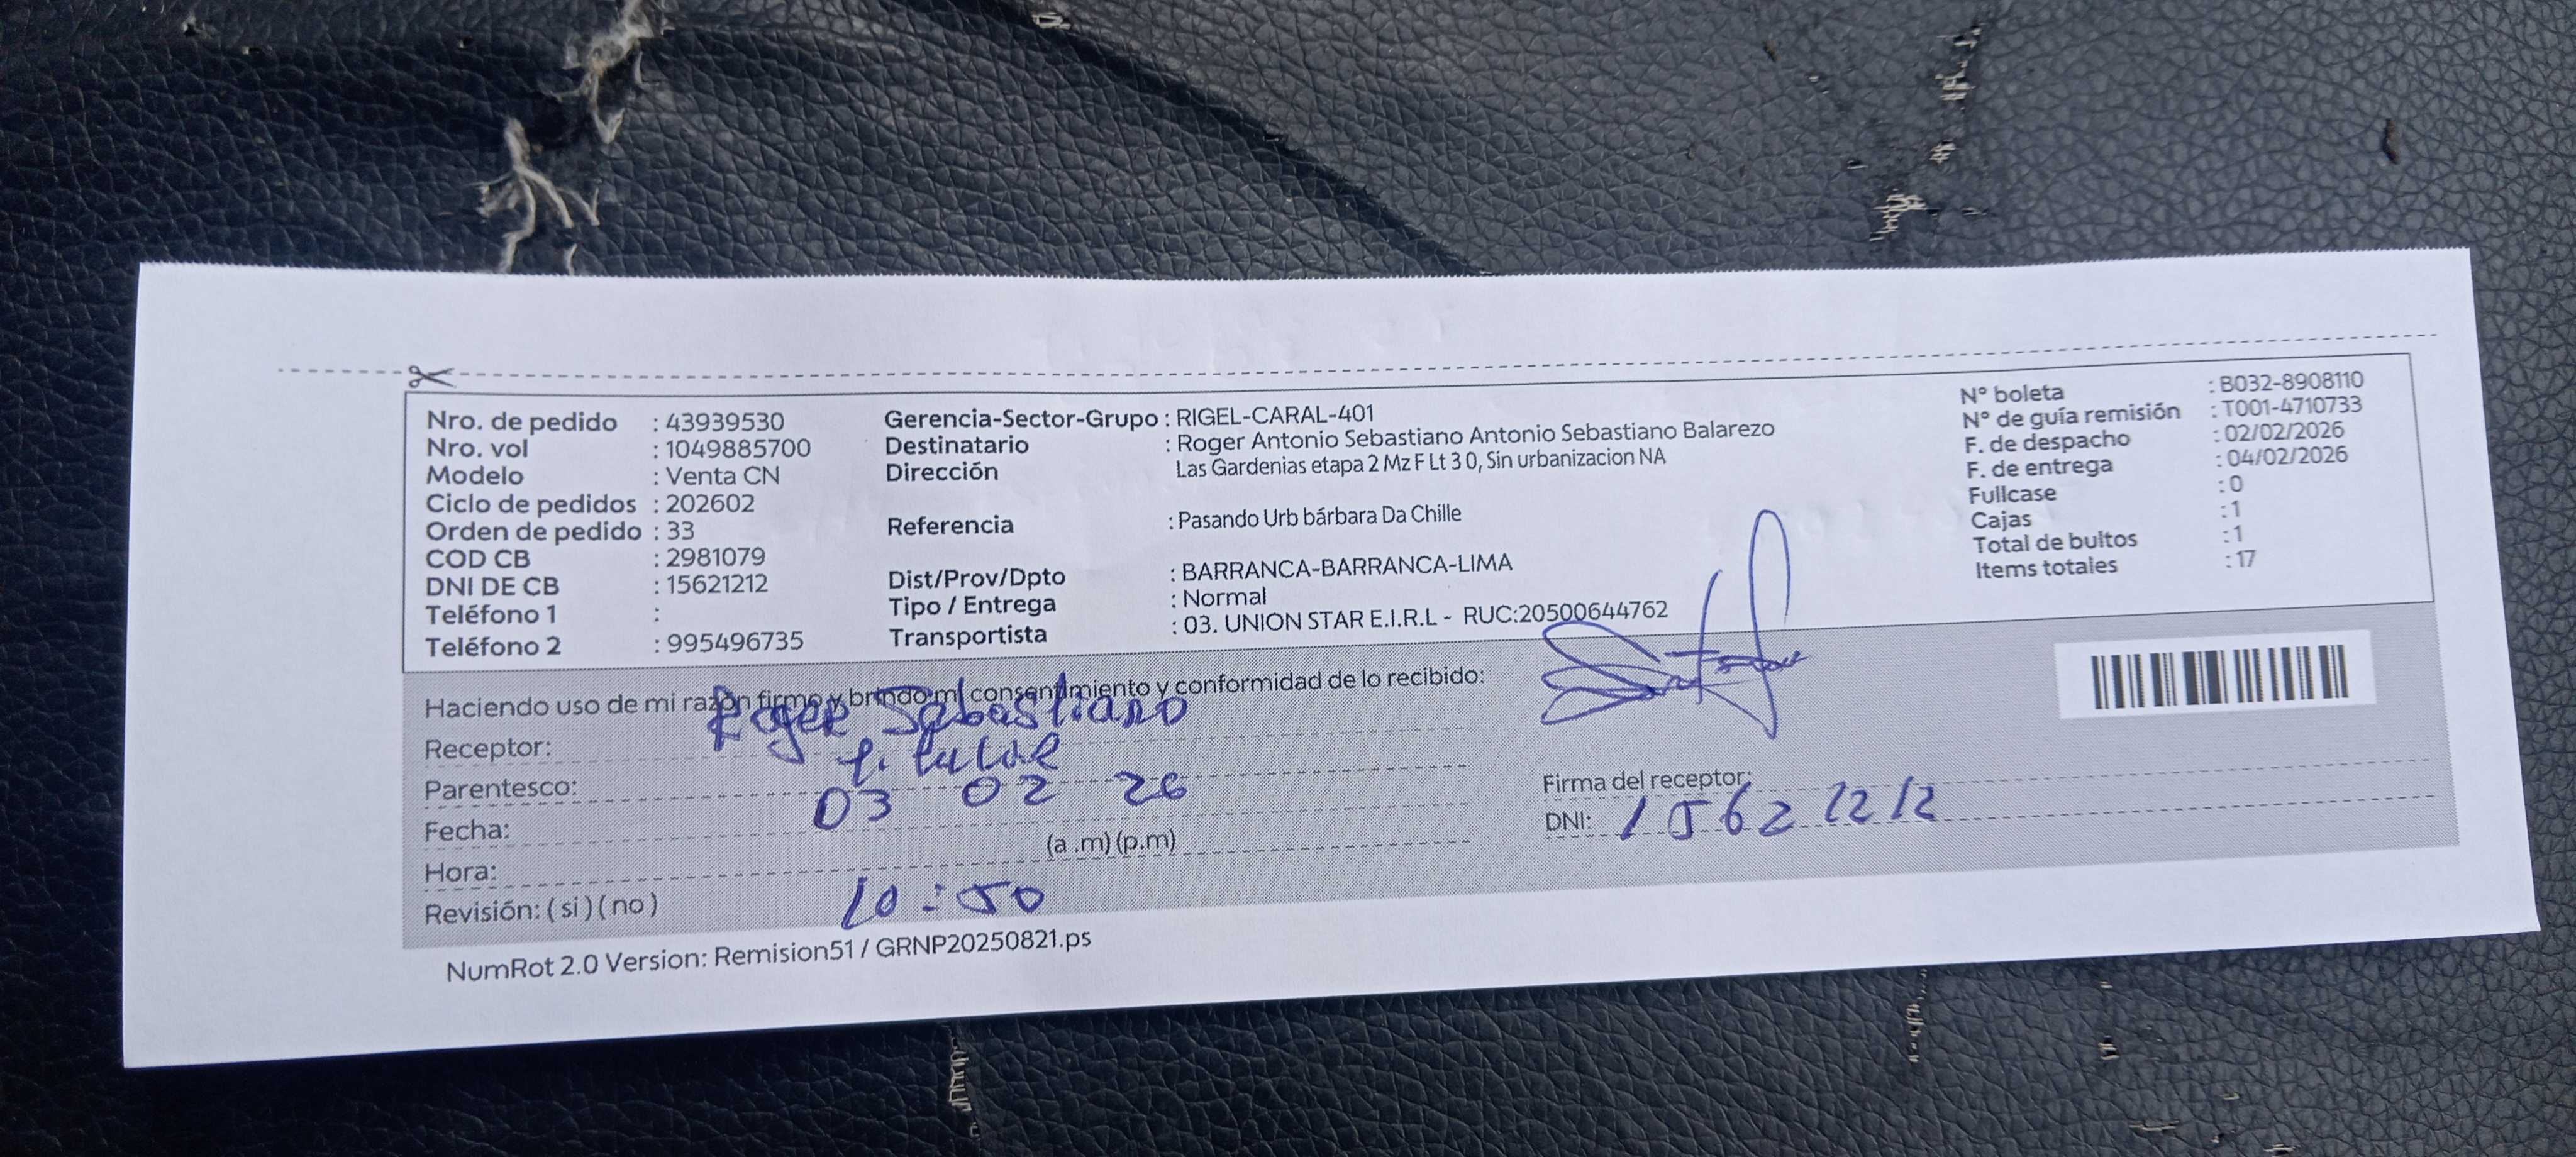 Nro. de pedido : 43939530
Nro. vol : 1049885700
Modelo : Venta CN
Ciclo de pedidos : 202602
Orden de pedido : 33
COD CB : 2981079
DNI DE CB : 15621212
Teléfono 1 :
Teléfono 2 : 995496735
Gerencia-Sector-Grupo : RIGEL-CARAL-401
Destinatario : Roger Antonio Sebastiano Antonio Sebastiano Balarezo
Dirección Las Gardenias etapa 2 Mz F Lt 3 0, Sin urbanizacion NA
Referencia : Pasando Urb bárbara Da Chille
Dist/Prov/Dpto : BARRANCA-BARRANCA-LIMA
Tipo / Entrega : Normal
Transportista : 03. UNION STAR E.I.R.L - RUC:20500644762
N° boleta : B032-8908110
N° de guía remisión : T001-4710733
F. de despacho : 02/02/2026
F. de entrega : 04/02/2026
Fullcase : 0
Cajas : 1
Total de bultos : 1
Items totales : 17
Haciendo uso de mi razón firmo y brindo mi consentimiento y conformidad de lo recibido:
Receptor: Roger Sebastiano
Parentesco: titular
Fecha: 03 02 26
Hora: (a .m) (p.m)
10:50
Revisión: ( si ) ( no )
Firma del receptor:
DNI: 15621212
NumRot 2.0 Version: Remision51 / GRNP20250821.ps